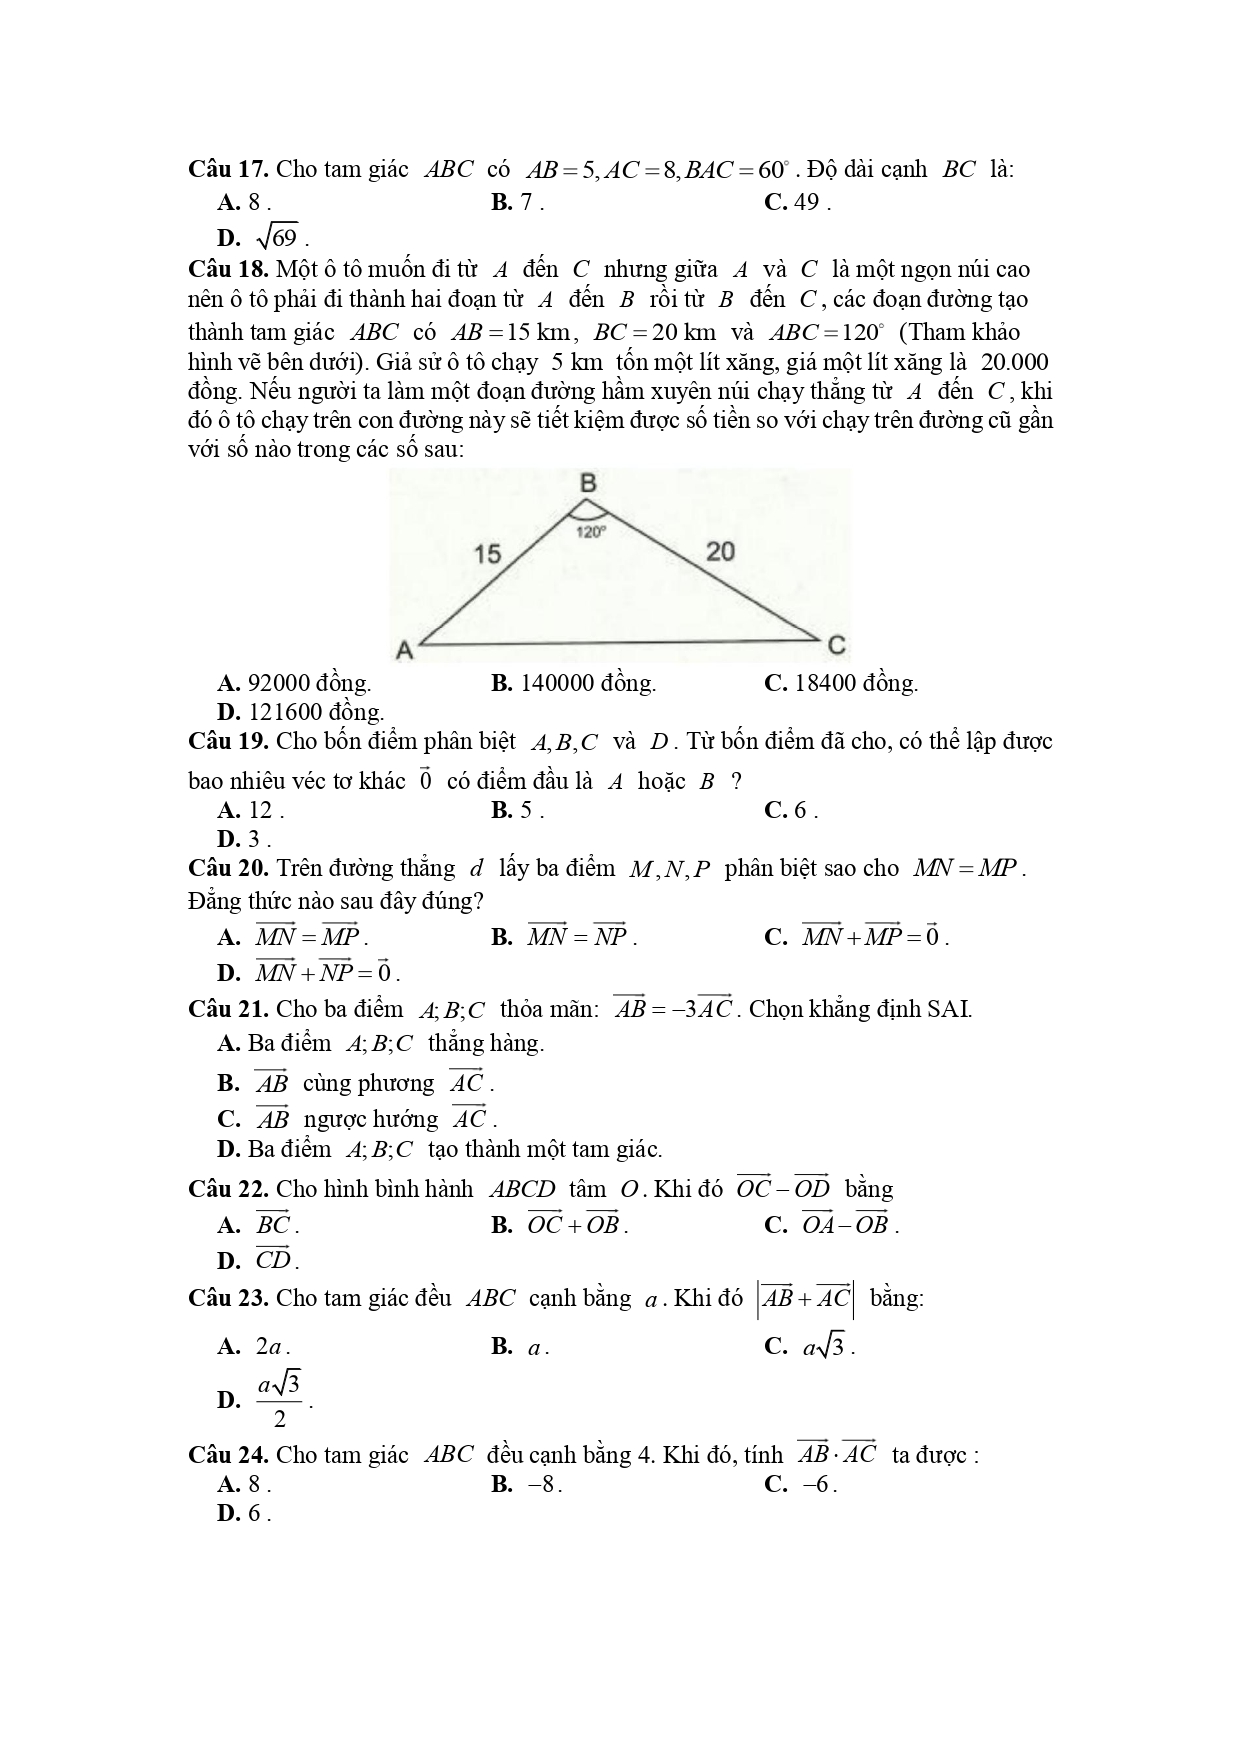 Câu 17. Cho tam giác ABC có AB = 5, AC = 8, BAC = 60° . Độ dài cạnh BC là:
A. 8 . B. 7 . C. 49 .
D. √69 .
Câu 18. Một ô tô muốn đi từ A đến C nhưng giữa A và C là một ngọn núi cao
nên ô tô phải đi thành hai đoạn từ A đến B rồi từ B đến C , các đoạn đường tạo
thành tam giác ABC có AB = 15 km, BC = 20 km và ABC = 120° (Tham khảo
hình vẽ bên dưới). Giả sử ô tô chạy 5 km tốn một lít xăng, giá một lít xăng là 20.000
đồng. Nếu người ta làm một đoạn đường hầm xuyên núi chạy thẳng từ A đến C , khi
đó ô tô chạy trên con đường này sẽ tiết kiệm được số tiền so với chạy trên đường cũ gần
với số nào trong các số sau:
B
120°
15 20
A C
A. 92000 đồng. B. 140000 đồng. C. 18400 đồng.
D. 121600 đồng.
Câu 19. Cho bốn điểm phân biệt A, B, C và D . Từ bốn điểm đã cho, có thể lập được
bao nhiêu véc tơ khác 0⃗ có điểm đầu là A hoặc B ?
A. 12 . B. 5 . C. 6 .
D. 3 .
Câu 20. Trên đường thẳng d lấy ba điểm M, N, P phân biệt sao cho MN = MP .
Đẳng thức nào sau đây đúng?
A. \overrightarrow{MN} = \overrightarrow{MP} . B. \overrightarrow{MN} = \overrightarrow{NP} . C. \overrightarrow{MN} + \overrightarrow{MP} = \vec{0} .
D. \overrightarrow{MN} + \overrightarrow{NP} = \vec{0} .
Câu 21. Cho ba điểm A; B; C thỏa mãn: \overrightarrow{AB} = −3\overrightarrow{AC} . Chọn khẳng định SAI.
A. Ba điểm A; B; C thẳng hàng.
B. \overrightarrow{AB} cùng phương \overrightarrow{AC} .
C. \overrightarrow{AB} ngược hướng \overrightarrow{AC} .
D. Ba điểm A; B; C tạo thành một tam giác.
Câu 22. Cho hình bình hành ABCD tâm O . Khi đó \overrightarrow{OC} − \overrightarrow{OD} bằng
A. \overrightarrow{BC} . B. \overrightarrow{OC} + \overrightarrow{OB} . C. \overrightarrow{OA} − \overrightarrow{OB} .
D. \overrightarrow{CD} .
Câu 23. Cho tam giác đều ABC cạnh bằng a . Khi đó |\overrightarrow{AB} + \overrightarrow{AC}| bằng:
A. 2a . B. a . C. a√3 .
D. \frac{a√3}{2} .
Câu 24. Cho tam giác ABC đều cạnh bằng 4. Khi đó, tính \overrightarrow{AB} · \overrightarrow{AC} ta được :
A. 8 . B. −8 . C. −6 .
D. 6 .